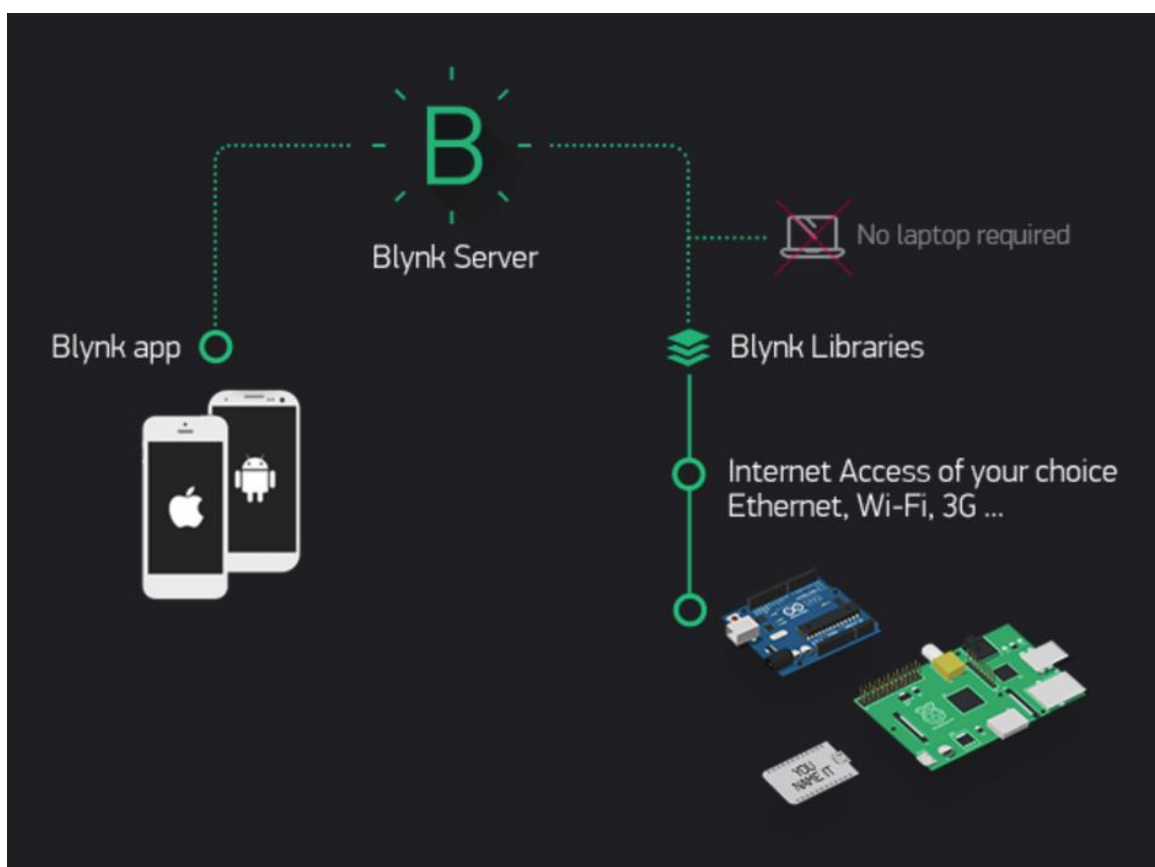 B
Blynk Server
No laptop required
Blynk app
Blynk Libraries
Internet Access of your choice
Ethernet, Wi-Fi, 3G ...
UNO
YOU
NAME IT